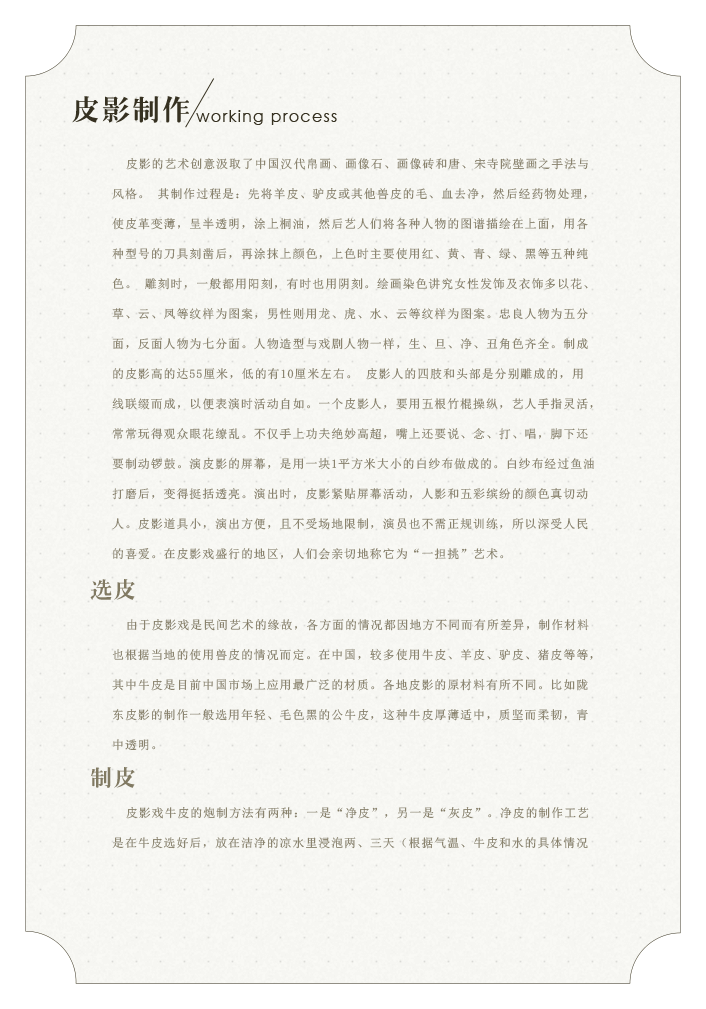 皮影制作/working process
皮影的艺术创意汲取了中国汉代帛画、画像石、画像砖和唐、宋寺院壁画之手法与
风格。 其制作过程是：先将羊皮、驴皮或其他兽皮的毛、血去净，然后经药物处理，
使皮革变薄，呈半透明，涂上桐油，然后艺人们将各种人物的图谱描绘在上面，用各
种型号的刀具刻凿后，再涂抹上颜色，上色时主要使用红、黄、青、绿、黑等五种纯
色。 雕刻时，一般都用阳刻，有时也用阴刻。绘画染色讲究女性发饰及衣饰多以花、
草、云、凤等纹样为图案，男性则用龙、虎、水、云等纹样为图案。忠良人物为五分
面，反面人物为七分面。人物造型与戏剧人物一样，生、旦、净、丑角色齐全。制成
的皮影高的达55厘米，低的有10厘米左右。 皮影人的四肢和头部是分别雕成的，用
线联缀而成，以便表演时活动自如。一个皮影人，要用五根竹棍操纵，艺人手指灵活，
常常玩得观众眼花缭乱。不仅手上功夫绝妙高超，嘴上还要说、念、打、唱，脚下还
要制动锣鼓。演皮影的屏幕，是用一块1平方米大小的白纱布做成的。白纱布经过鱼油
打磨后，变得挺括透亮。演出时，皮影紧贴屏幕活动，人影和五彩缤纷的颜色真切动
人。皮影道具小，演出方便，且不受场地限制，演员也不需正规训练，所以深受人民
的喜爱。在皮影戏盛行的地区，人们会亲切地称它为“一担挑”艺术。
选皮
由于皮影戏是民间艺术的缘故，各方面的情况都因地方不同而有所差异，制作材料
也根据当地的使用兽皮的情况而定。在中国，较多使用牛皮、羊皮、驴皮、猪皮等等，
其中牛皮是目前中国市场上应用最广泛的材质。各地皮影的原材料有所不同。比如陇
东皮影的制作一般选用年轻、毛色黑的公牛皮，这种牛皮厚薄适中，质坚而柔韧，青
中透明。
制皮
皮影戏牛皮的炮制方法有两种：一是“净皮”，另一是“灰皮”。净皮的制作工艺
是在牛皮选好后，放在洁净的凉水里浸泡两、三天（根据气温、牛皮和水的具体情况